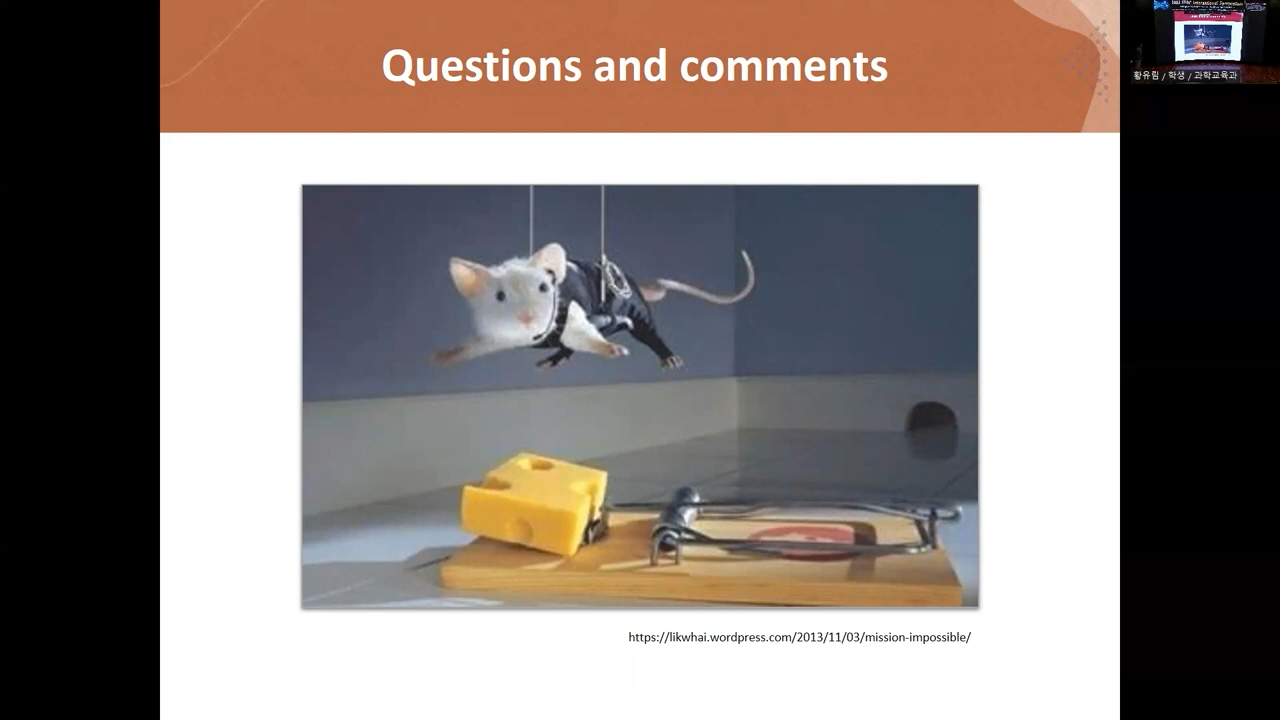 Questions and comments
황유림 / 학생 / 과학교육과
https://likwhai.wordpress.com/2013/11/03/mission-impossible/